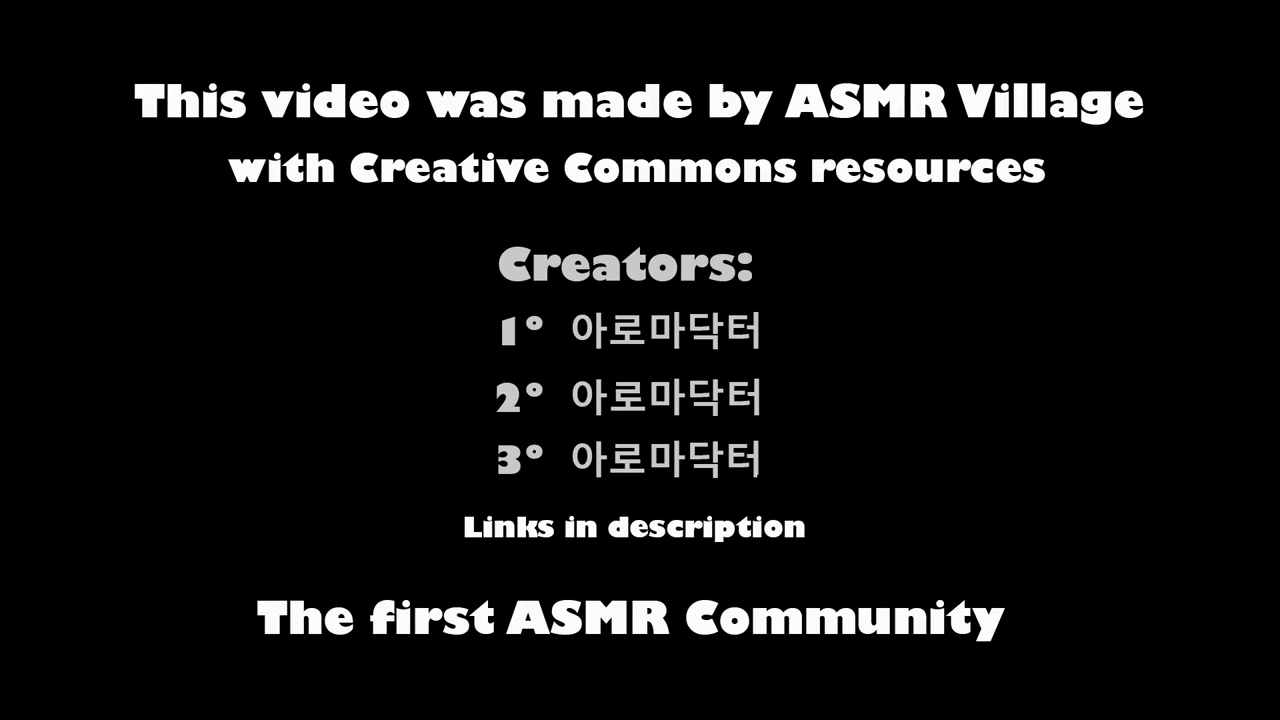 This video was made by ASMR Village
with Creative Commons resources
Creators:
1° 아로마닥터
2° 아로마닥터
3° 아로마닥터
Links in description
The first ASMR Community